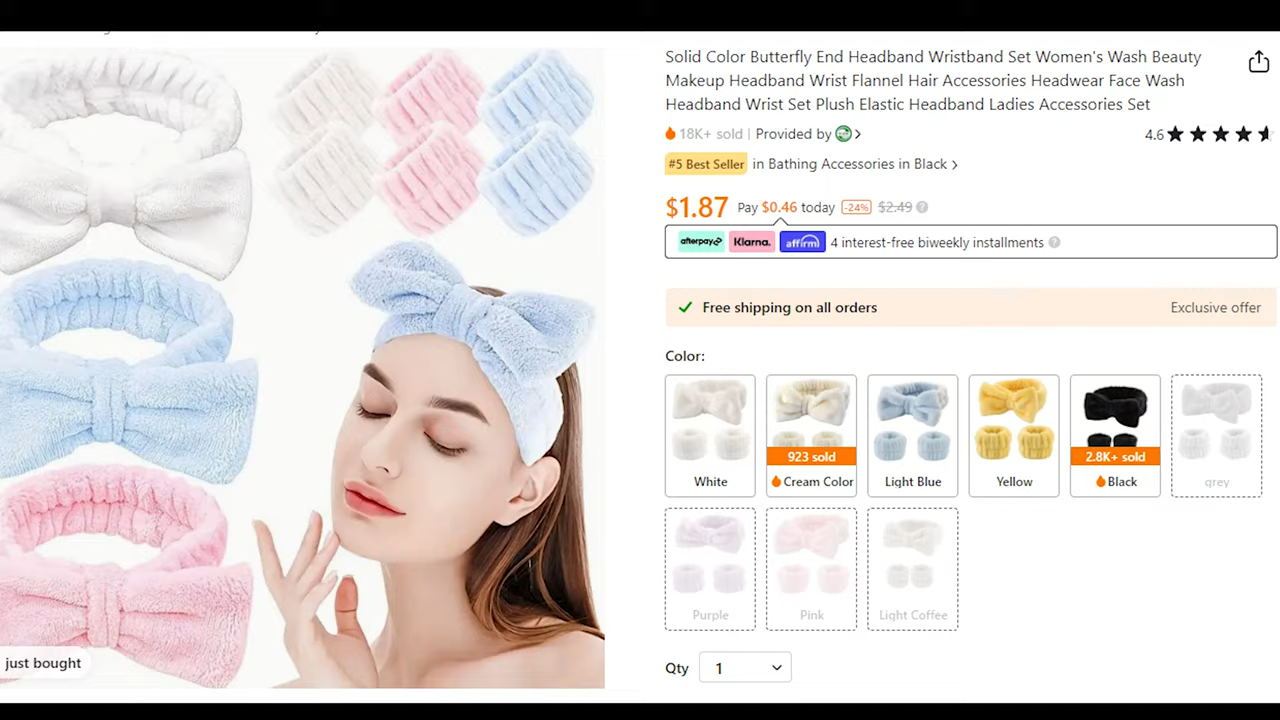 Solid Color Butterfly End Headband Wristband Set Women's Wash Beauty
Makeup Headband Wrist Flannel Hair Accessories Headwear Face Wash
Headband Wrist Set Plush Elastic Headband Ladies Accessories Set
18K+ sold | Provided by
4.6
#5 Best Seller in Bathing Accessories in Black
$1.87 Pay $0.46 today -24% $2.49 ?
afterpay Klarna. affirm 4 interest-free biweekly installments ?
Free shipping on all orders Exclusive offer
Color:
923 sold 2.8K+ sold
White Cream Color Light Blue Yellow Black grey
Purple Pink Light Coffee
just bought
Qty 1